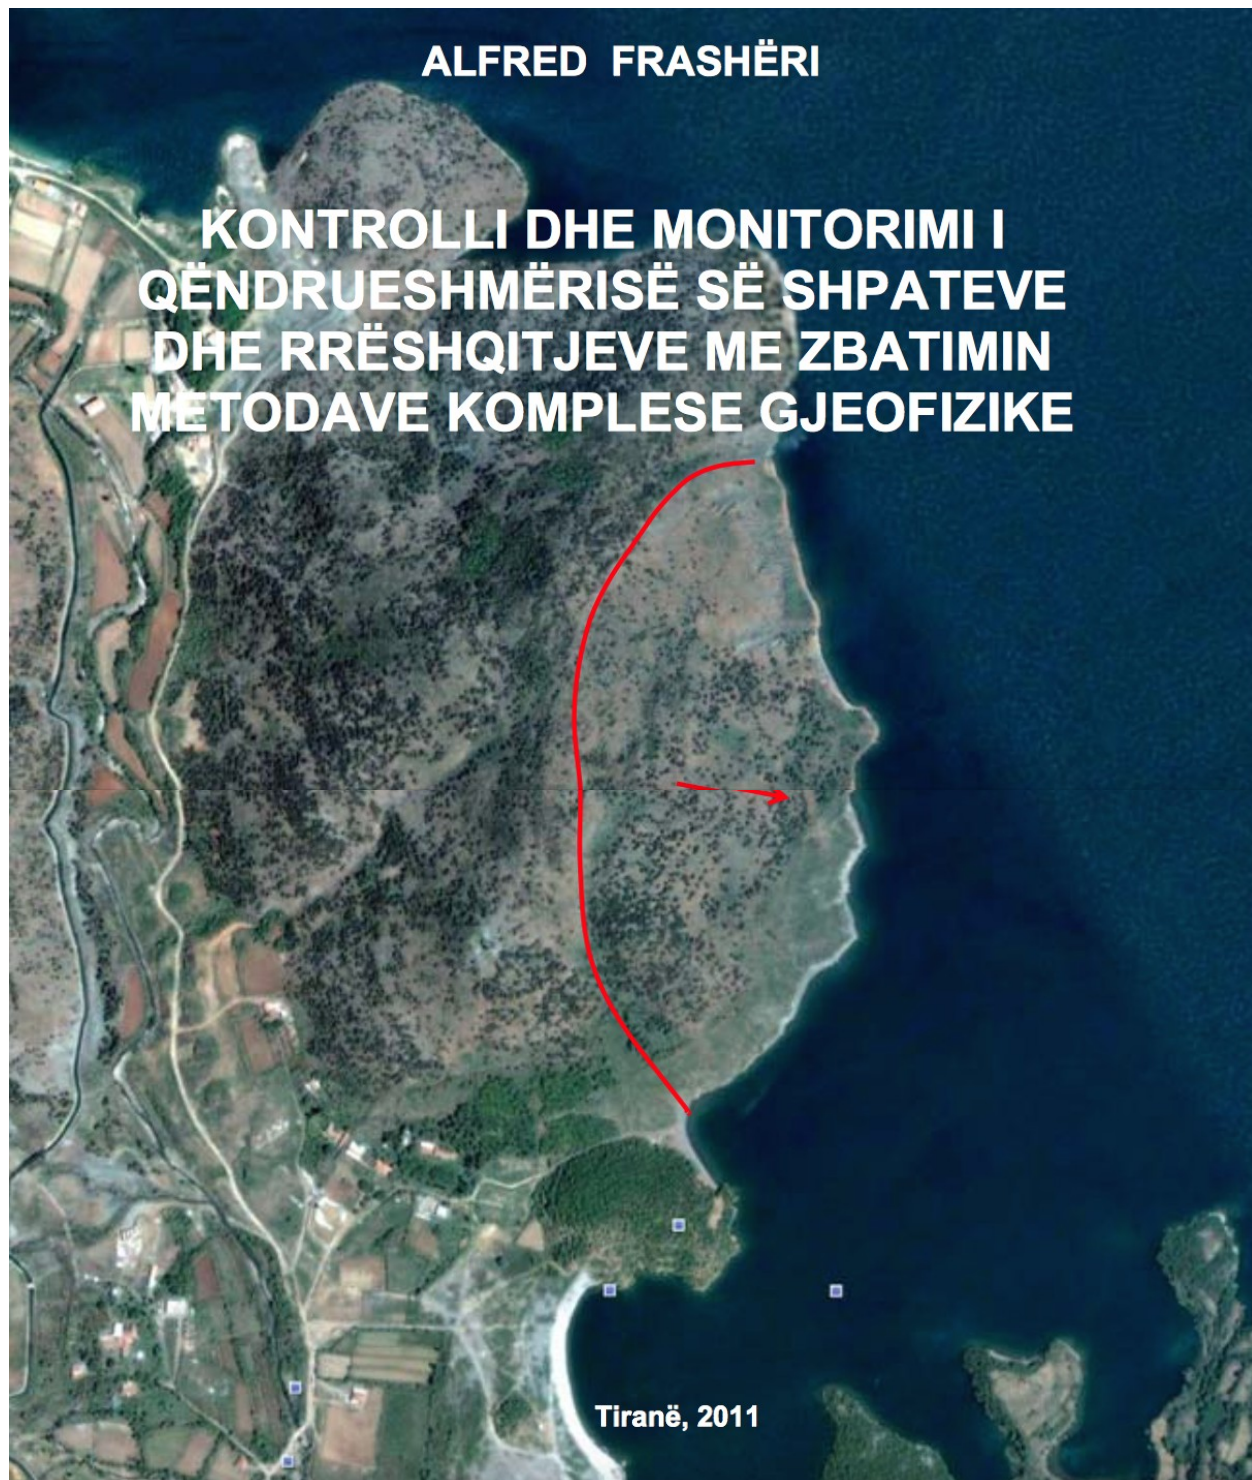 ALFRED FRASHËRI
KONTROLLI DHE MONITORIMI I
QËNDRUESHMËRISË SË SHPATEVE
DHE RRËSHQITJEVE ME ZBATIMIN
METODAVE KOMPLESE GJEOFIZIKE
Tiranë, 2011